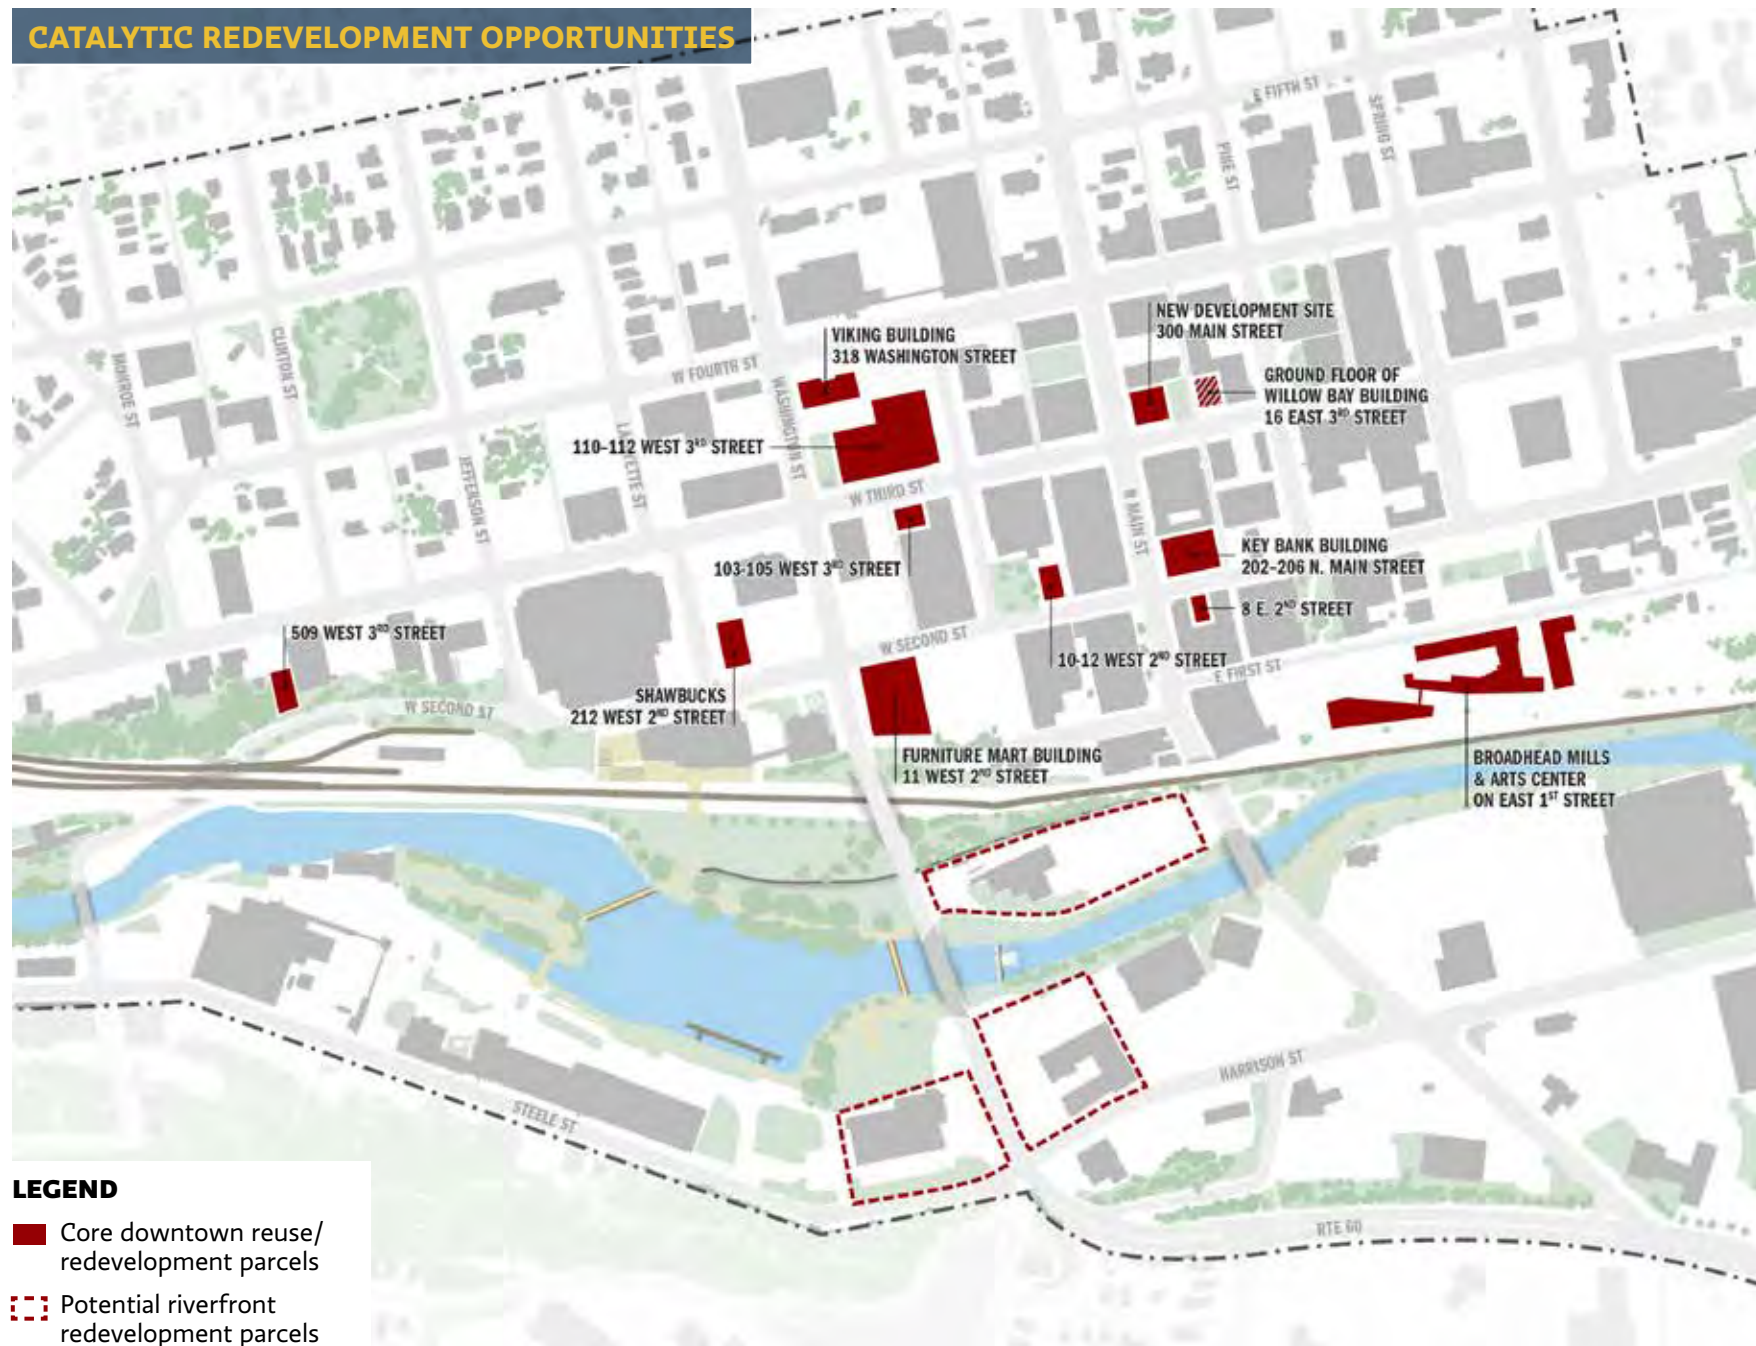 CATALYTIC REDEVELOPMENT OPPORTUNITIES
E FIFTH ST
SPRING ST
PINE ST
NEW DEVELOPMENT SITE
300 MAIN STREET
VIKING BUILDING
318 WASHINGTON STREET
MONROE ST
CLINTON ST
W FOURTH ST
WASHINGTON ST
GROUND FLOOR OF
WILLOW BAY BUILDING
16 EAST 3RD STREET
110–112 WEST 3RD STREET
LAFAYETTE ST
JEFFERSON ST
W THIRD ST
N MAIN ST
KEY BANK BUILDING
202–206 N. MAIN STREET
103-105 WEST 3RD STREET
8 E. 2ND STREET
509 WEST 3RD STREET
W SECOND ST
10-12 WEST 2ND STREET
E FIRST ST
SHAWBUCKS
212 WEST 2ND STREET
W SECOND ST
FURNITURE MART BUILDING
11 WEST 2ND STREET
BROADHEAD MILLS
& ARTS CENTER
ON EAST 1ST STREET
HARRISON ST
STEELE ST
RTE 60
LEGEND
Core downtown reuse/
redevelopment parcels
Potential riverfront
redevelopment parcels